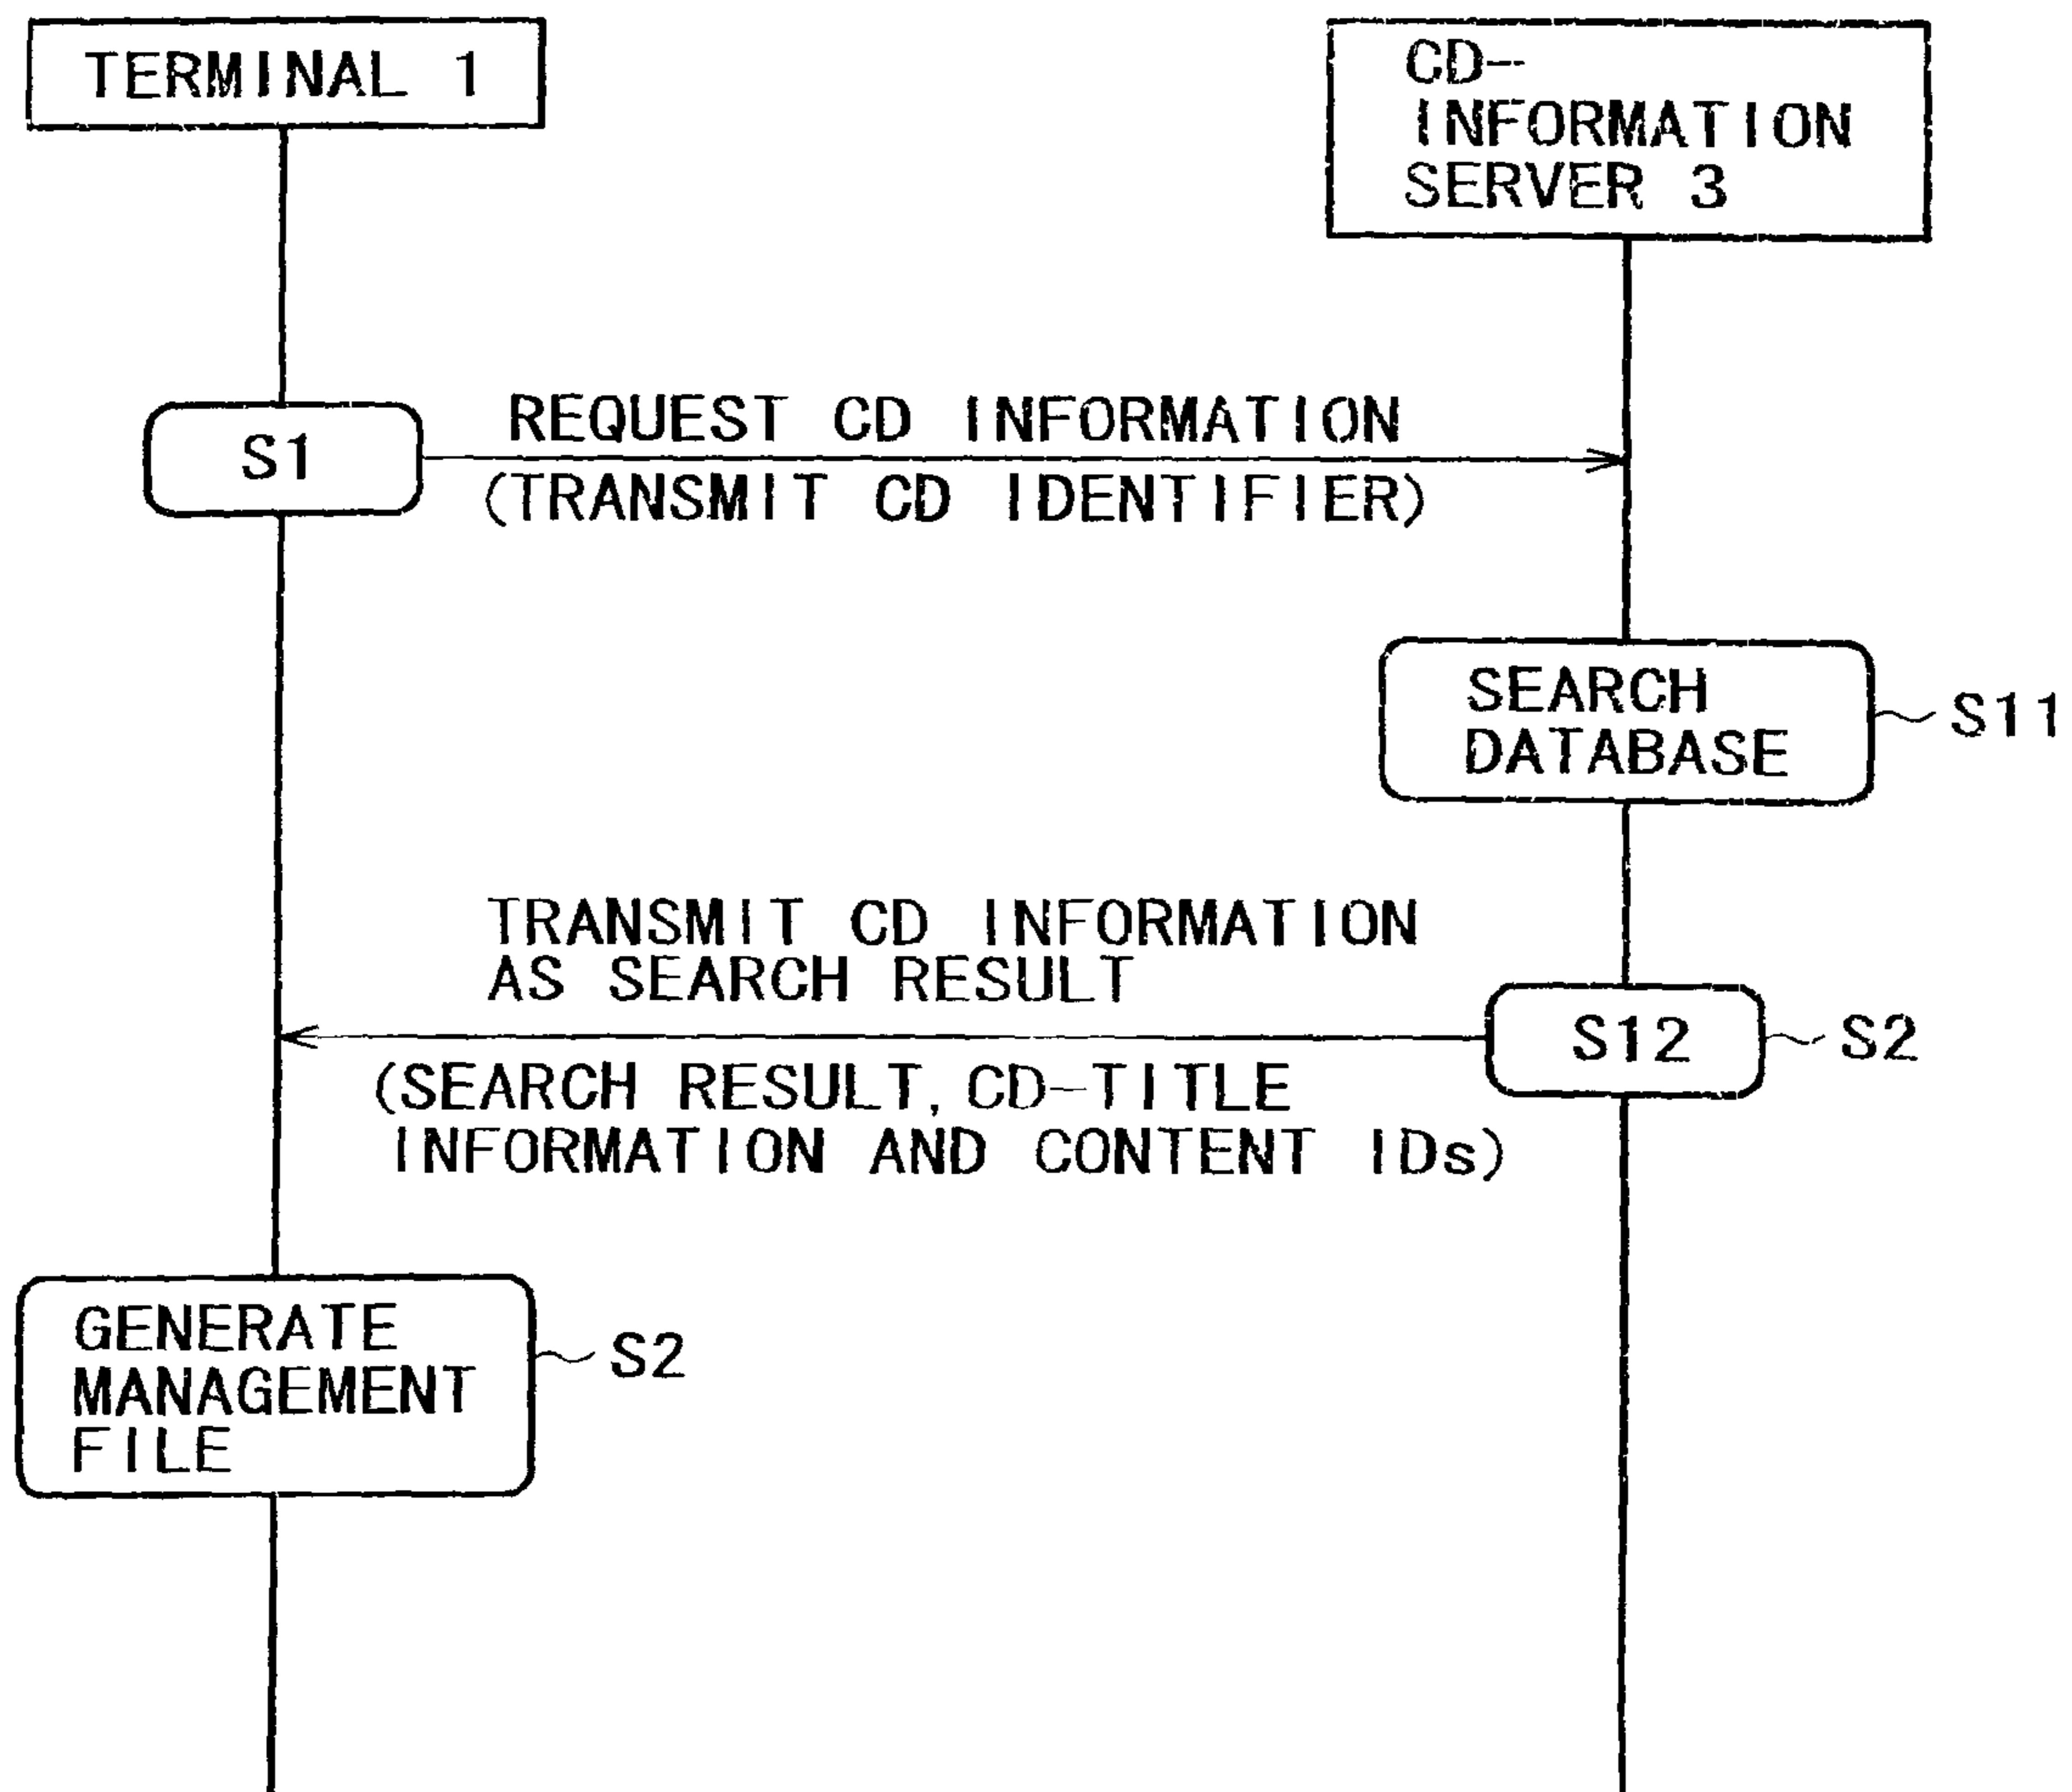 TERMINAL 1
CD-
INFORMATION
SERVER 3
REQUEST CD INFORMATION
S1
(TRANSMIT CD IDENTIFIER)
SEARCH
DATABASE
S11
TRANSMIT CD INFORMATION
AS SEARCH RESULT
S12
S2
(SEARCH RESULT, CD-TITLE
INFORMATION AND CONTENT IDs)
GENERATE
MANAGEMENT
FILE
S2